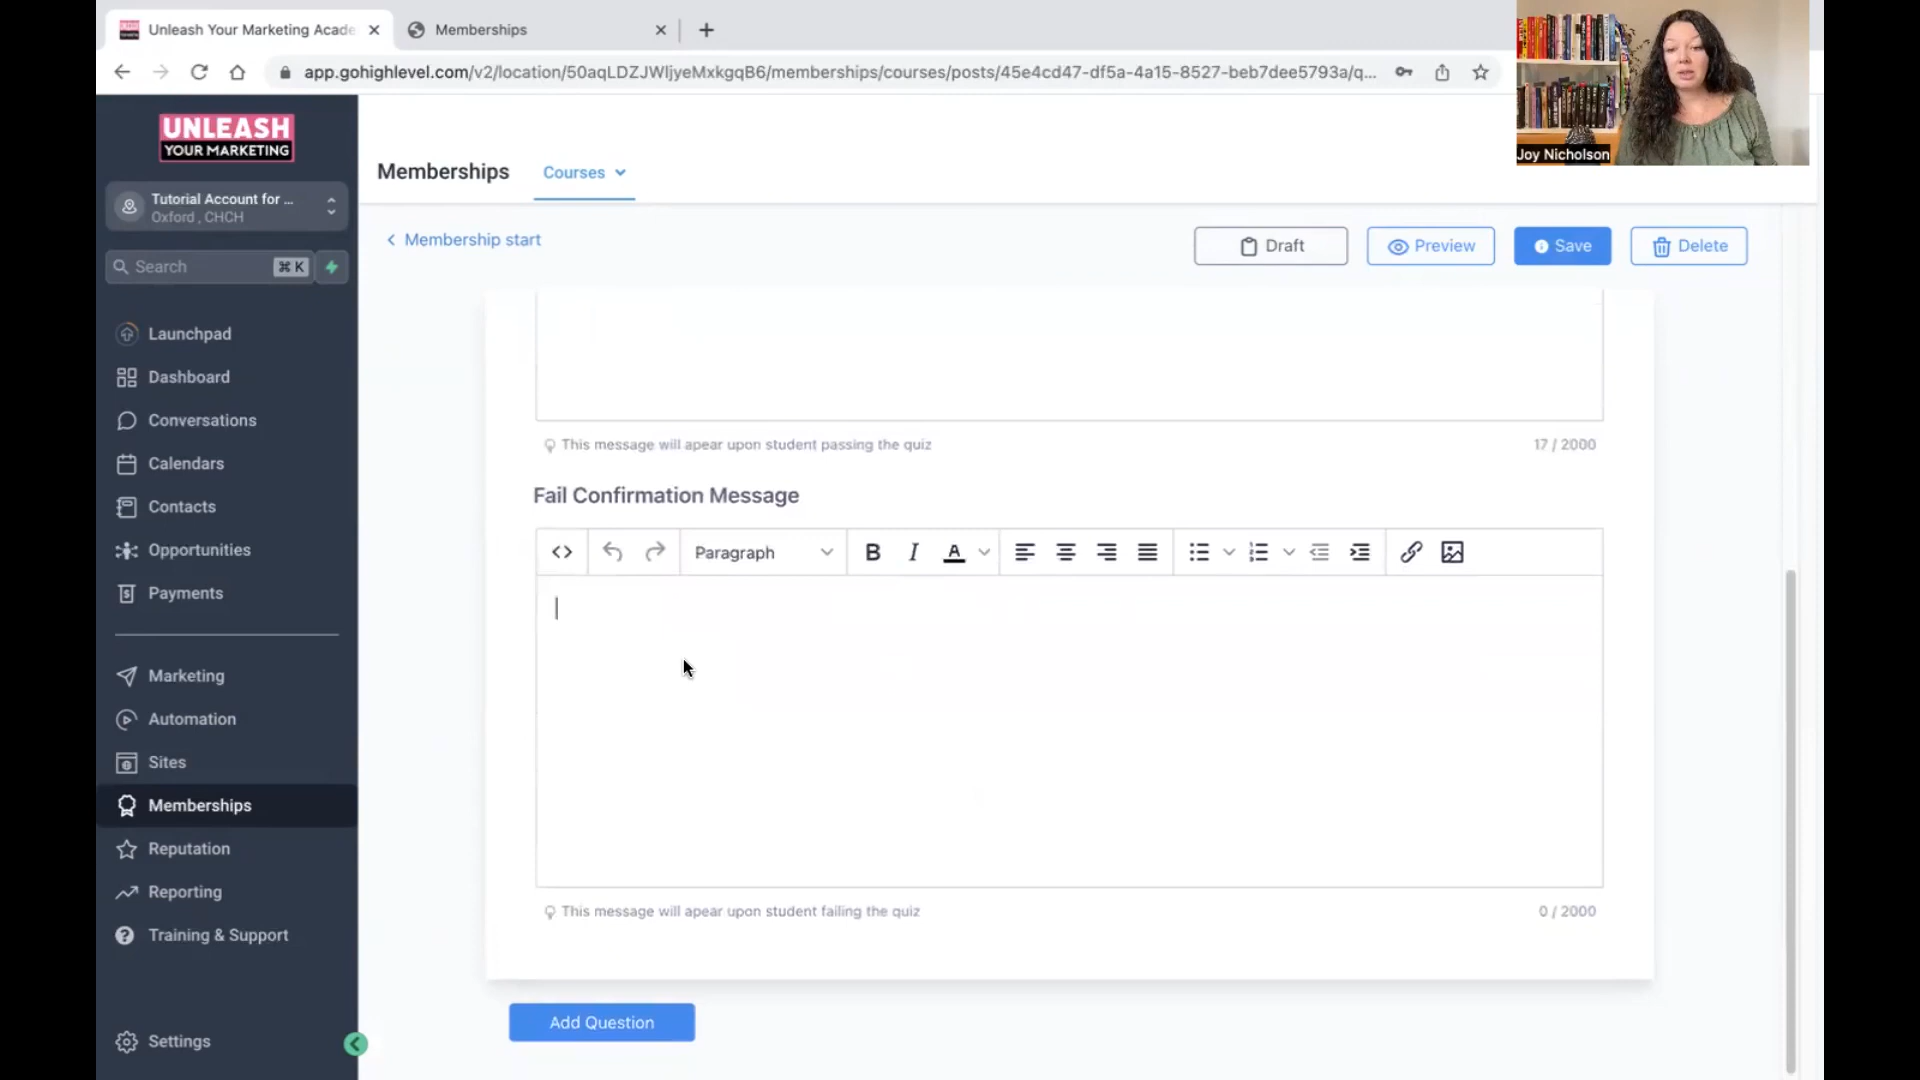 Unleash Your Marketing Acade
Memberships
app.gohighlevel.com/v2/location/50aqLDZJWljyeMxkgqB6/memberships/courses/posts/45e4cd47-df5a-4a15-8527-beb7dee5793a/q...
Joy Nicholson
UNLEASH
YOUR MARKETING
Tutorial Account for ...
Oxford , CHCH
Search
⌘ K
Launchpad
Dashboard
Conversations
Calendars
Contacts
Opportunities
Payments
Marketing
Automation
Sites
Memberships
Reputation
Reporting
Training & Support
Settings
Memberships
Courses
Membership start
Draft
Preview
Save
Delete
This message will apear upon student passing the quiz
17 / 2000
Fail Confirmation Message
Paragraph
B I A
This message will apear upon student failing the quiz
0 / 2000
Add Question